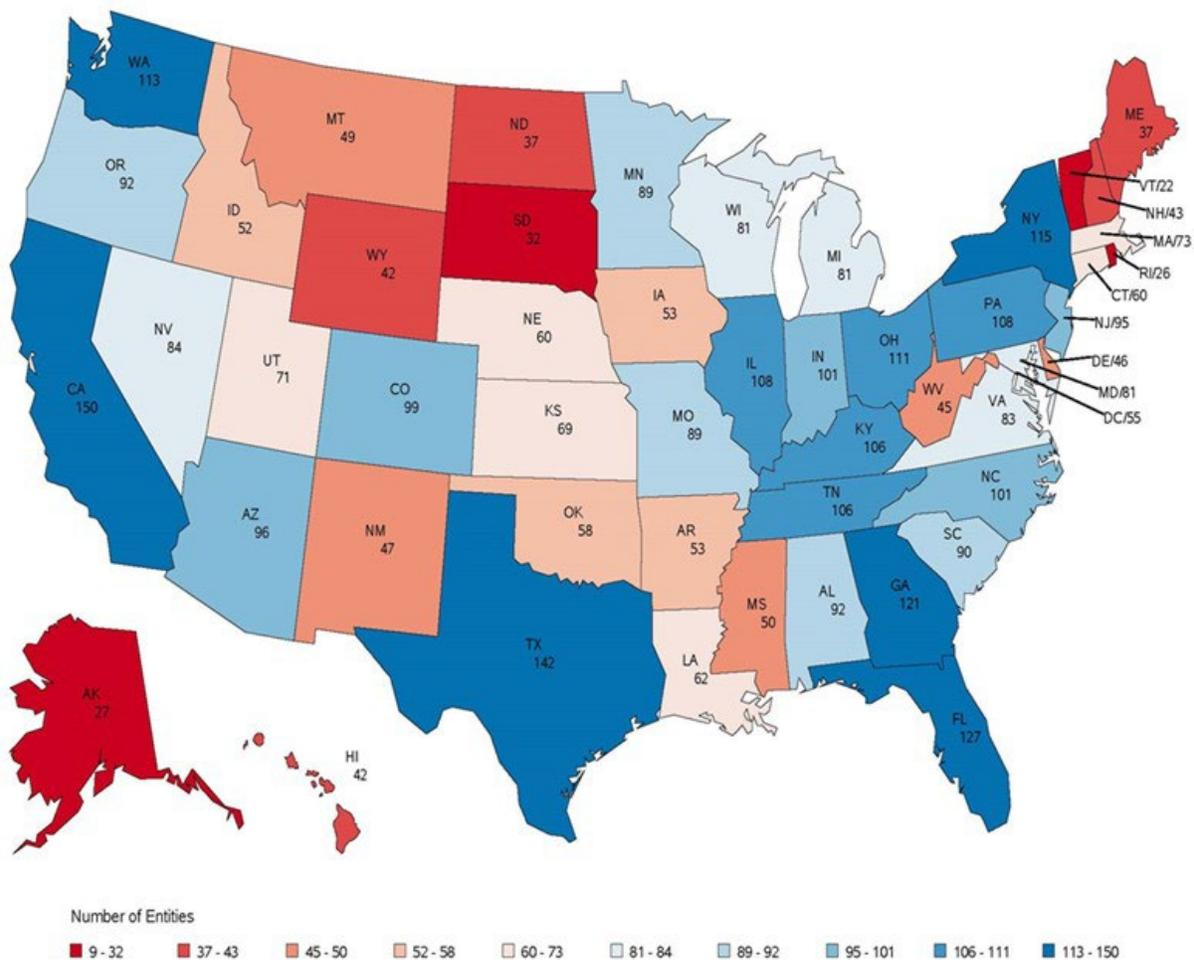 WA
113
OR
92
CA
150
NV
84
ID
52
MT
49
WY
42
UT
71
AZ
96
CO
99
NM
47
ND
37
SD
32
NE
60
KS
69
OK
58
TX
142
MN
89
IA
53
MO
89
AR
53
LA
62
WI
81
IL
108
MI
81
IN
101
OH
111
KY
106
TN
106
MS
50
AL
92
GA
121
FL
127
SC
90
NC
101
VA
83
WV
45
PA
108
NY
115
ME
37
VT/22
NH/43
MA/73
RI/26
CT/60
NJ/95
DE/46
MD/81
DC/55
AK
27
HI
42
Number of Entities
9 - 32
37 - 43
45 - 50
52 - 58
60 - 73
81 - 84
89 - 92
95 - 101
106 - 111
113 - 150